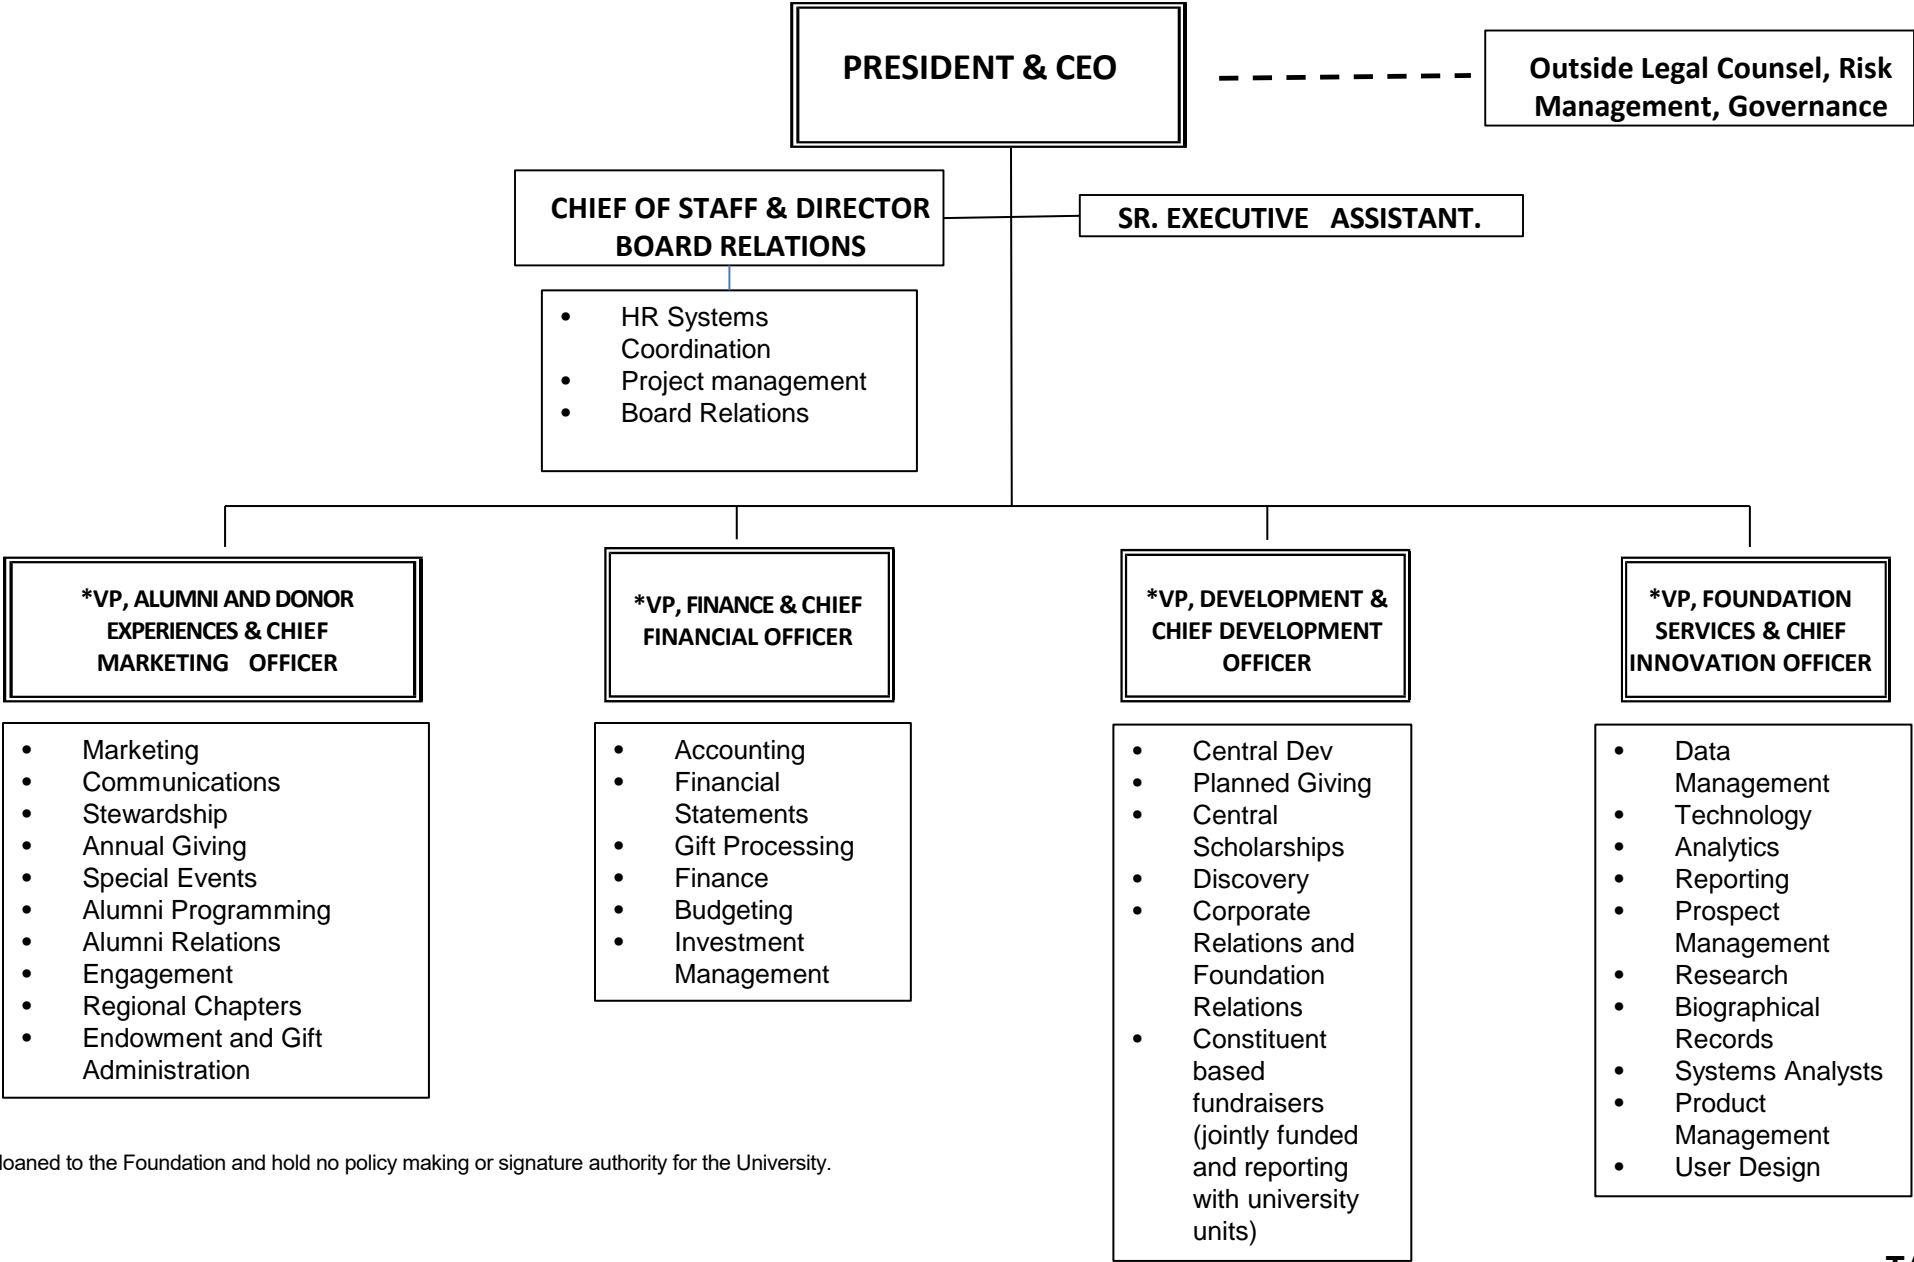 PRESIDENT & CEO
Outside Legal Counsel, Risk
Management, Governance
CHIEF OF STAFF & DIRECTOR
BOARD RELATIONS
SR. EXECUTIVE ASSISTANT.
• HR Systems
Coordination
• Project management
• Board Relations
*VP, ALUMNI AND DONOR
EXPERIENCES & CHIEF
MARKETING OFFICER
*VP, FINANCE & CHIEF
FINANCIAL OFFICER
*VP, DEVELOPMENT &
CHIEF DEVELOPMENT
OFFICER
*VP, FOUNDATION
SERVICES & CHIEF
INNOVATION OFFICER
• Marketing
• Communications
• Stewardship
• Annual Giving
• Special Events
• Alumni Programming
• Alumni Relations
• Engagement
• Regional Chapters
• Endowment and Gift
Administration
• Accounting
• Financial
Statements
• Gift Processing
• Finance
• Budgeting
• Investment
Management
• Central Dev
• Planned Giving
• Central
Scholarships
• Discovery
• Corporate
Relations and
Foundation
Relations
• Constituent
based
fundraisers
(jointly funded
and reporting
with university
units)
• Data
Management
• Technology
• Analytics
• Reporting
• Prospect
Management
• Research
• Biographical
Records
• Systems Analysts
• Product
Management
• User Design
loaned to the Foundation and hold no policy making or signature authority for the University.